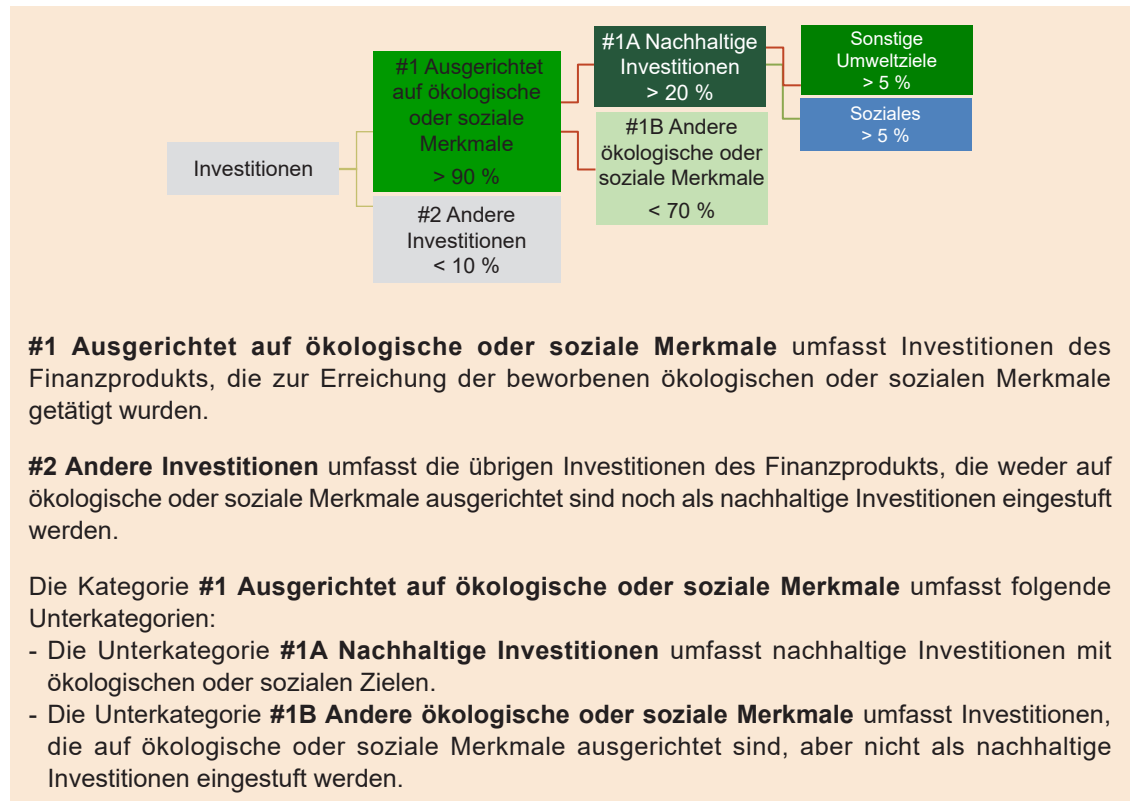 Investitionen
#1 Ausgerichtet
auf ökologische
oder soziale
Merkmale
> 90 %
#2 Andere
Investitionen
< 10 %
#1A Nachhaltige
Investitionen
> 20 %
#1B Andere
ökologische oder
soziale Merkmale
< 70 %
Sonstige
Umweltziele
> 5 %
Soziales
> 5 %
#1 Ausgerichtet auf ökologische oder soziale Merkmale umfasst Investitionen des
Finanzprodukts, die zur Erreichung der beworbenen ökologischen oder sozialen Merkmale
getätigt wurden.
#2 Andere Investitionen umfasst die übrigen Investitionen des Finanzprodukts, die weder auf
ökologische oder soziale Merkmale ausgerichtet sind noch als nachhaltige Investitionen eingestuft
werden.
Die Kategorie #1 Ausgerichtet auf ökologische oder soziale Merkmale umfasst folgende
Unterkategorien:
- Die Unterkategorie #1A Nachhaltige Investitionen umfasst nachhaltige Investitionen mit
ökologischen oder sozialen Zielen.
- Die Unterkategorie #1B Andere ökologische oder soziale Merkmale umfasst Investitionen,
die auf ökologische oder soziale Merkmale ausgerichtet sind, aber nicht als nachhaltige
Investitionen eingestuft werden.